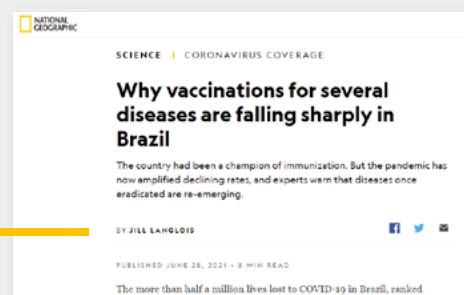 NATIONAL
GEOGRAPHIC
SCIENCE | CORONAVIRUS COVERAGE
Why vaccinations for several
diseases are falling sharply in
Brazil
The country had been a champion of immunization. But the pandemic has
now amplified declining rates, and experts warn that diseases once
eradicated are re-emerging.
BY JILL LANGLOIS
PUBLISHED JUNE 28, 2021 • 8 MIN READ
The more than half a million lives lost to COVID-19 in Brazil, ranked